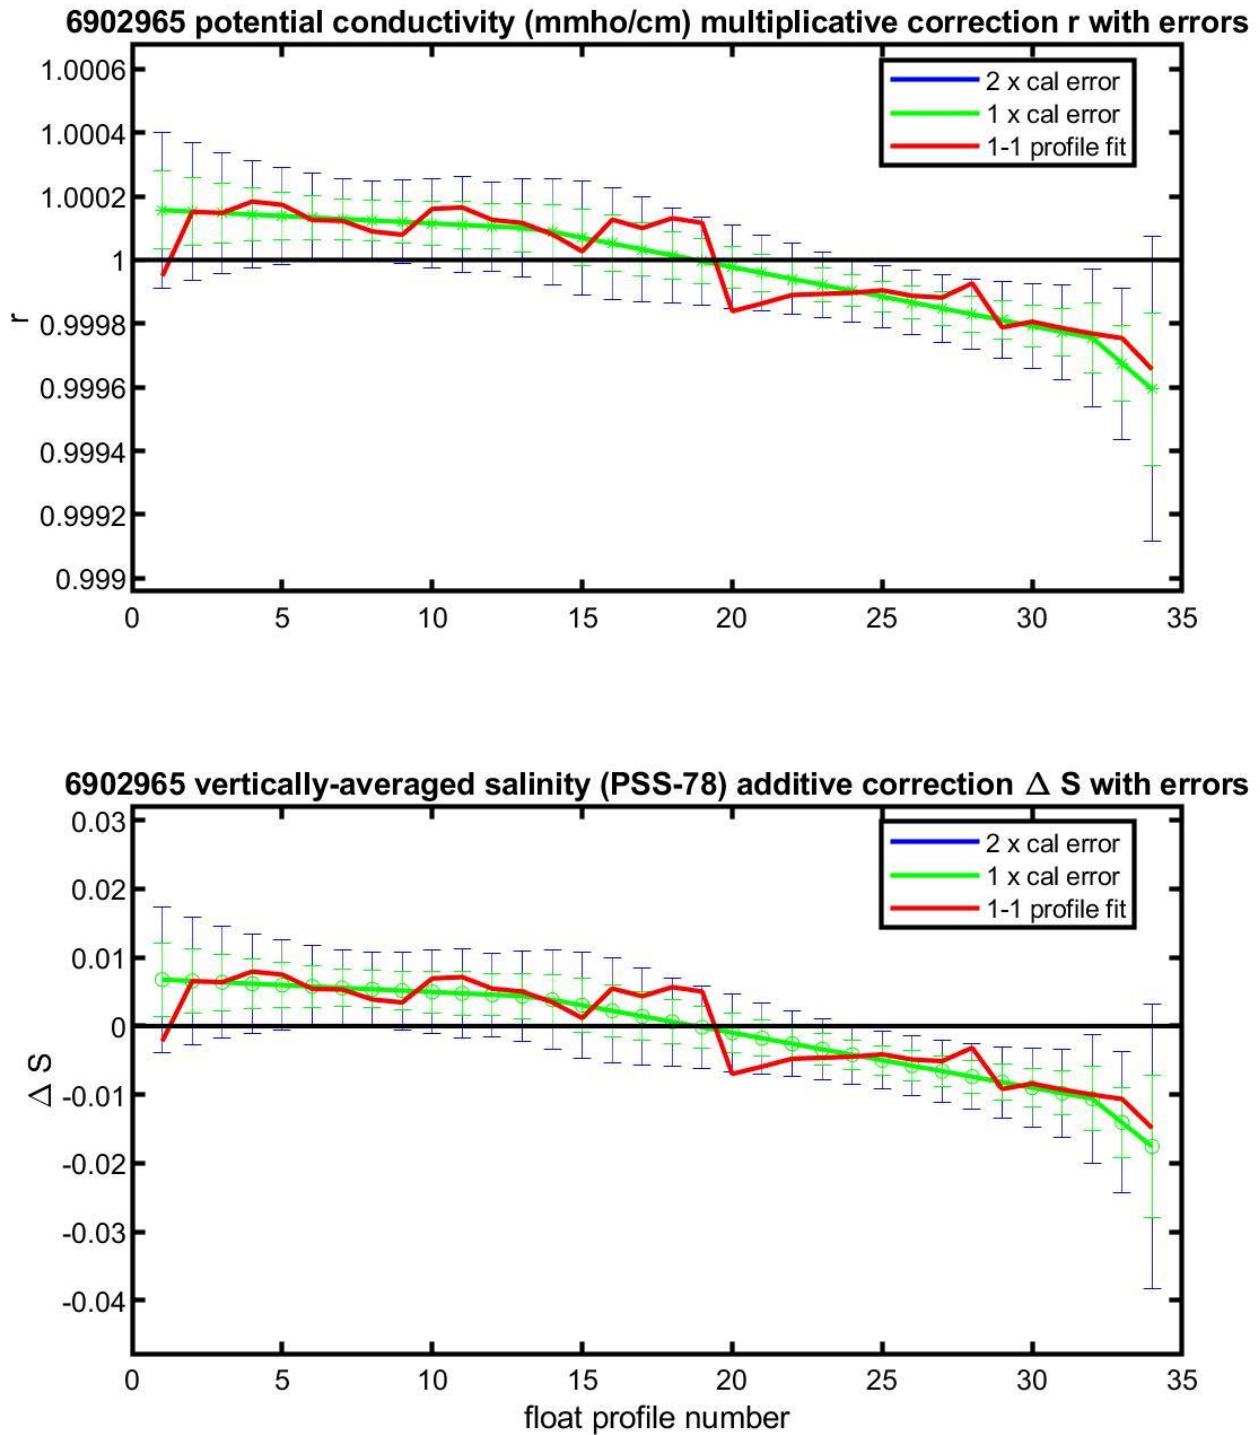 6902965 potential conductivity (mmho/cm) multiplicative correction r with errors
2 x cal error
1 x cal error
1-1 profile fit
1.0006
1.0004
1.0002
1
0.9998
0.9996
0.9994
0.9992
0.999
r
0 5 10 15 20 25 30 35
6902965 vertically-averaged salinity (PSS-78) additive correction Δ S with errors
2 x cal error
1 x cal error
1-1 profile fit
0.03
0.02
0.01
0
-0.01
-0.02
-0.03
-0.04
Δ S
0 5 10 15 20 25 30 35
float profile number